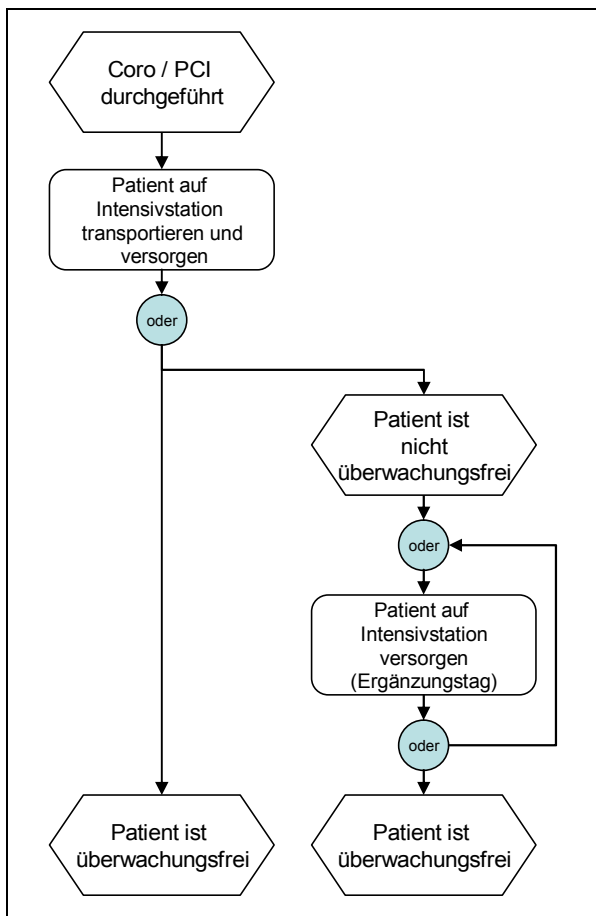 Coro / PCI
durchgeführt
Patient auf
Intensivstation
transportieren und
versorgen
oder
Patient ist
nicht
überwachungsfrei
oder
Patient auf
Intensivstation
versorgen
(Ergänzungstag)
oder
Patient ist
überwachungsfrei
Patient ist
überwachungsfrei